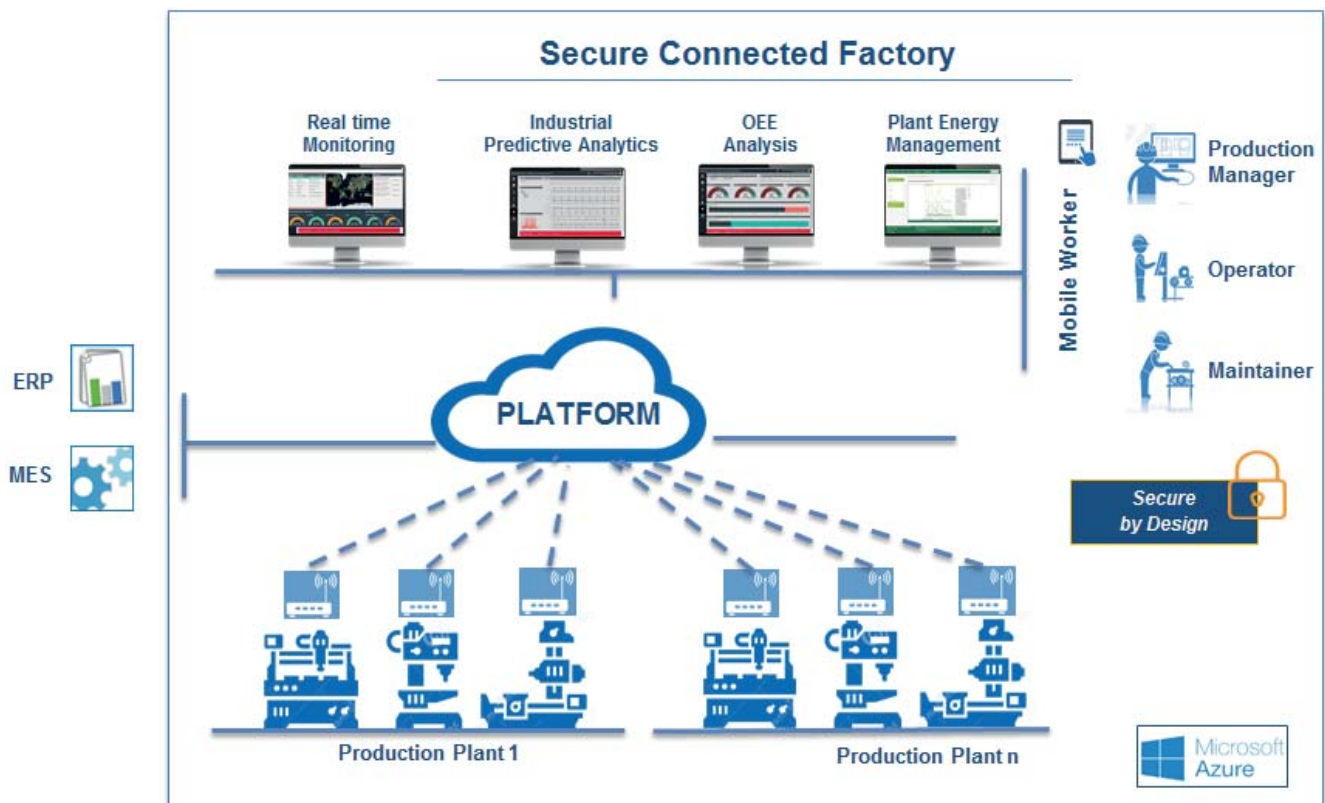 Secure Connected Factory
Real time
Monitoring
Industrial
Predictive Analytics
OEE
Analysis
Plant Energy
Management
Mobile Worker
Production
Manager
Operator
Maintainer
ERP
MES
PLATFORM
Secure
by Design
Production Plant 1
Production Plant n
Microsoft
Azure